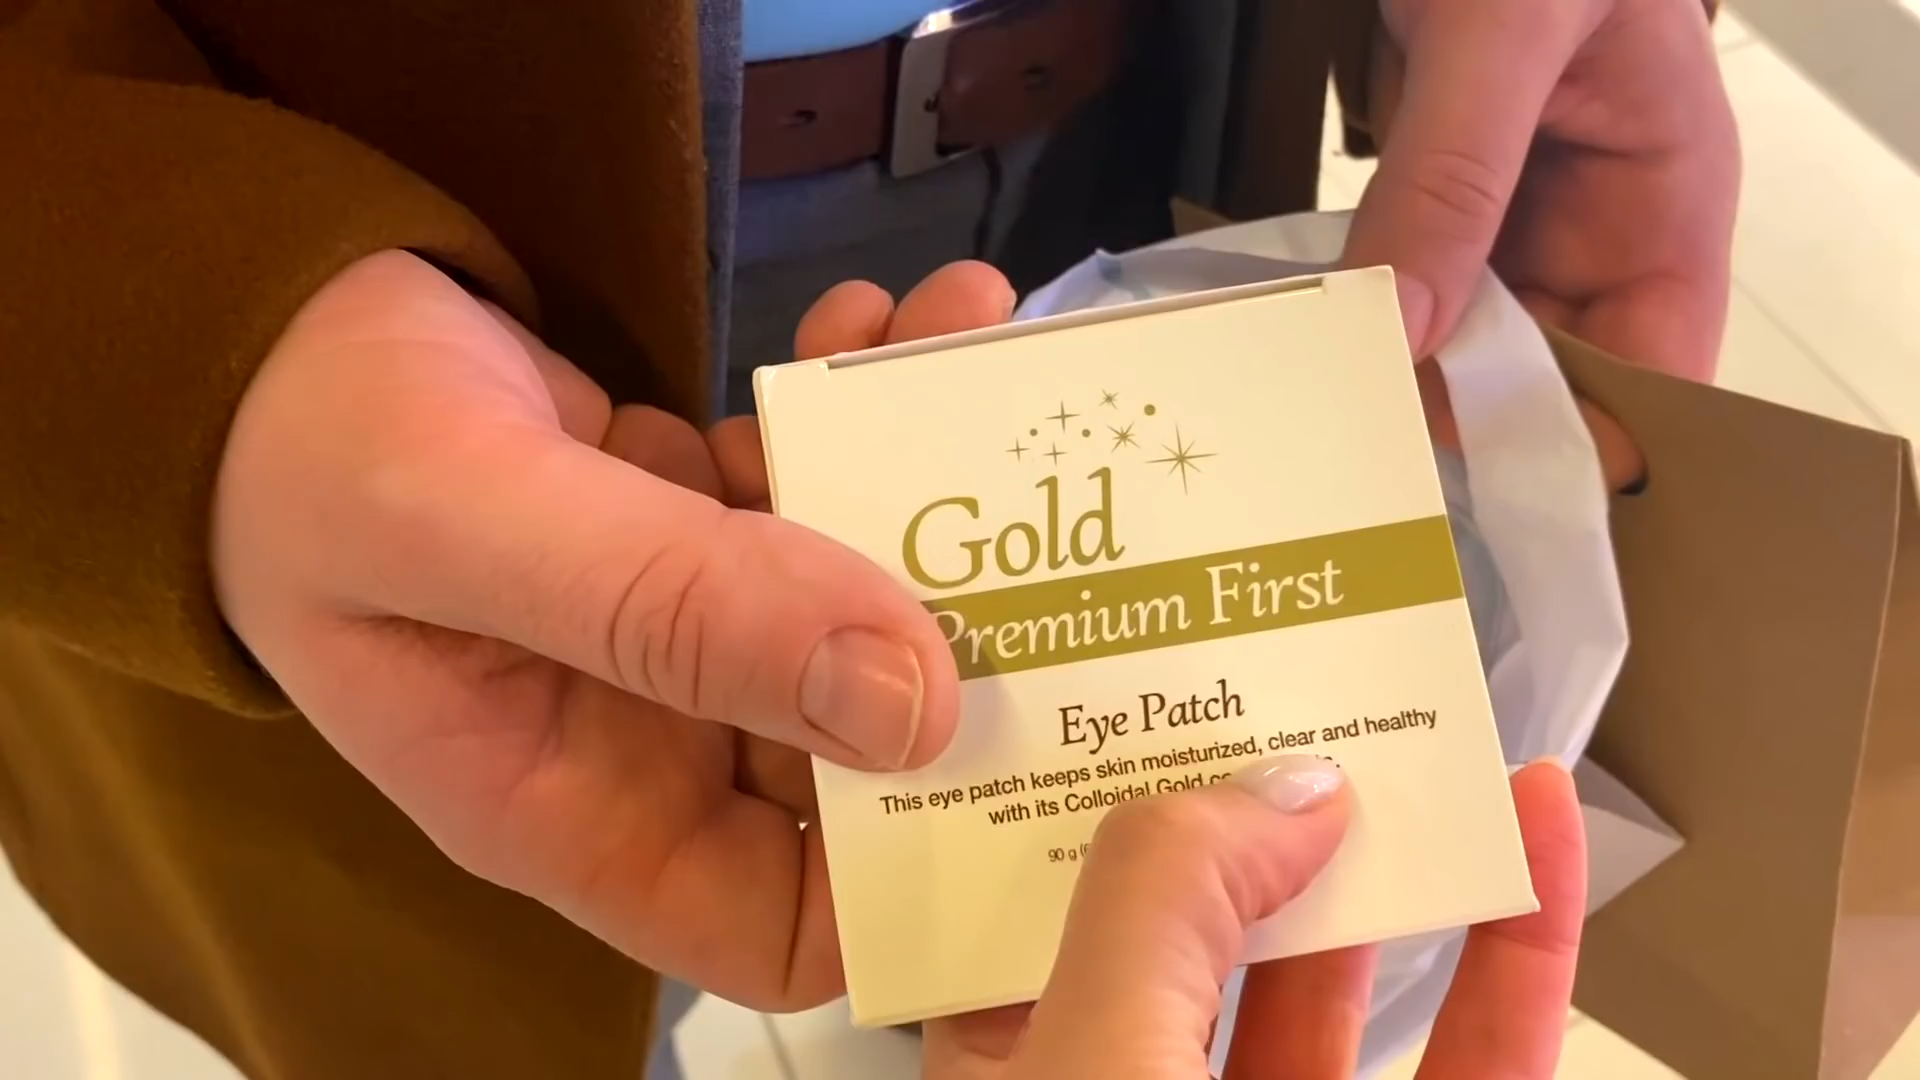 Gold
Premium First
Eye Patch
This eye patch keeps skin moisturized, clear and healthy
with its Colloidal Gold
90 g